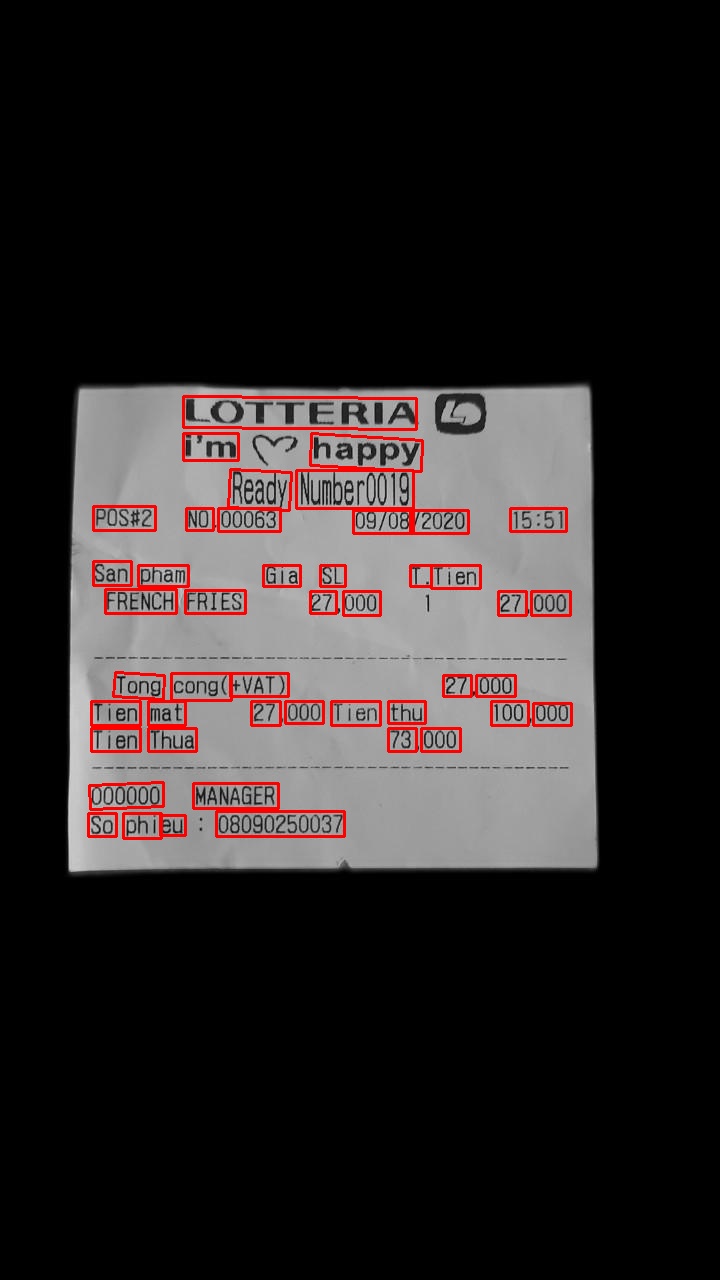 LOTTERIA
i'm happy
Ready Number0019
POS#2 NO.00063 09/08/2020 15:51
San pham Gia SL T.Tien
FRENCH FRIES 27,000 1 27,000
Tong cong(+VAT) 27,000
Tien mat 27,000 Tien thu 100,000
Tien Thua 73,000
000000 MANAGER
So phieu : 08090250037